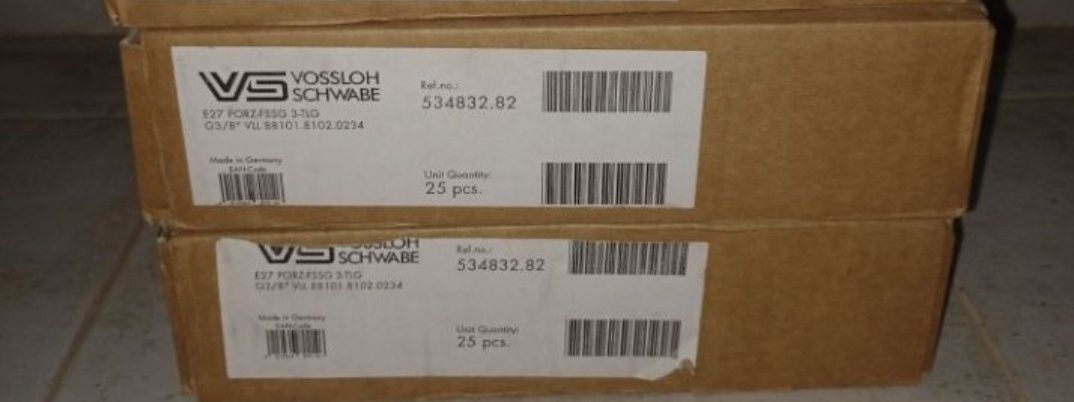 VS VOSSLOH
SCHWABE
E27 PORZ-FSSG 3-TLG
G3/8" VLL 88101.8102.0234
Ref.no.:
534832.82
Made in Germany
EAN-Code
Unit Quantity:
25 pcs.
VS VOSSLOH
SCHWABE
E27 PORZ-FSSG 3-TLG
G3/8" VLL 88101.8102.0234
Ref.no.:
534832.82
Made in Germany
EAN-Code
Unit Quantity:
25 pcs.